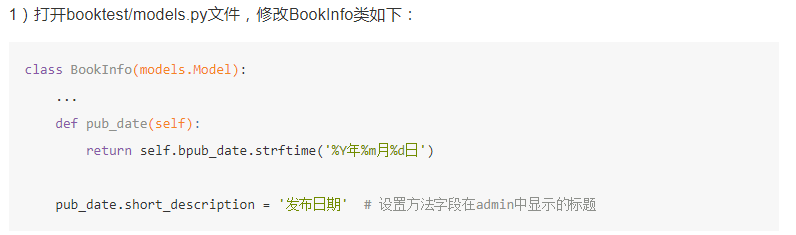 1）打开booktest/models.py文件，修改BookInfo类如下：
class BookInfo(models.Model):
    ...
    def pub_date(self):
        return self.bpub_date.strftime('%Y年%m月%d日')
    pub_date.short_description = '发布日期'  # 设置方法字段在admin中显示的标题